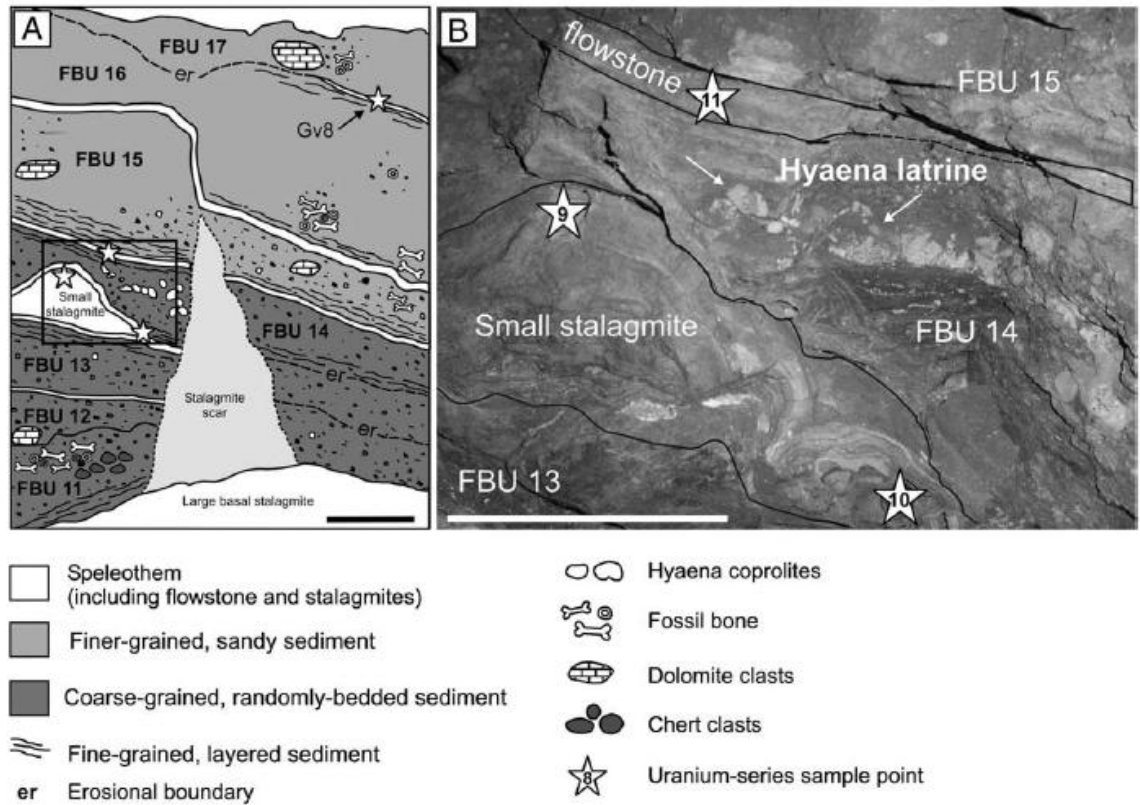 A
FBU 17
er
FBU 16
Gv8
FBU 15
Small
stalagmite
FBU 14
FBU 13
er
Stalagmite
scar
er
FBU 12
FBU 11
Large basal stalagmite
B
flowstone
11
FBU 15
Hyaena latrine
9
Small stalagmite
FBU 14
FBU 13
10
Speleothem
(including flowstone and stalagmites)
Finer-grained, sandy sediment
Coarse-grained, randomly-bedded sediment
Fine-grained, layered sediment
er Erosional boundary
Hyaena coprolites
Fossil bone
Dolomite clasts
Chert clasts
8 Uranium-series sample point